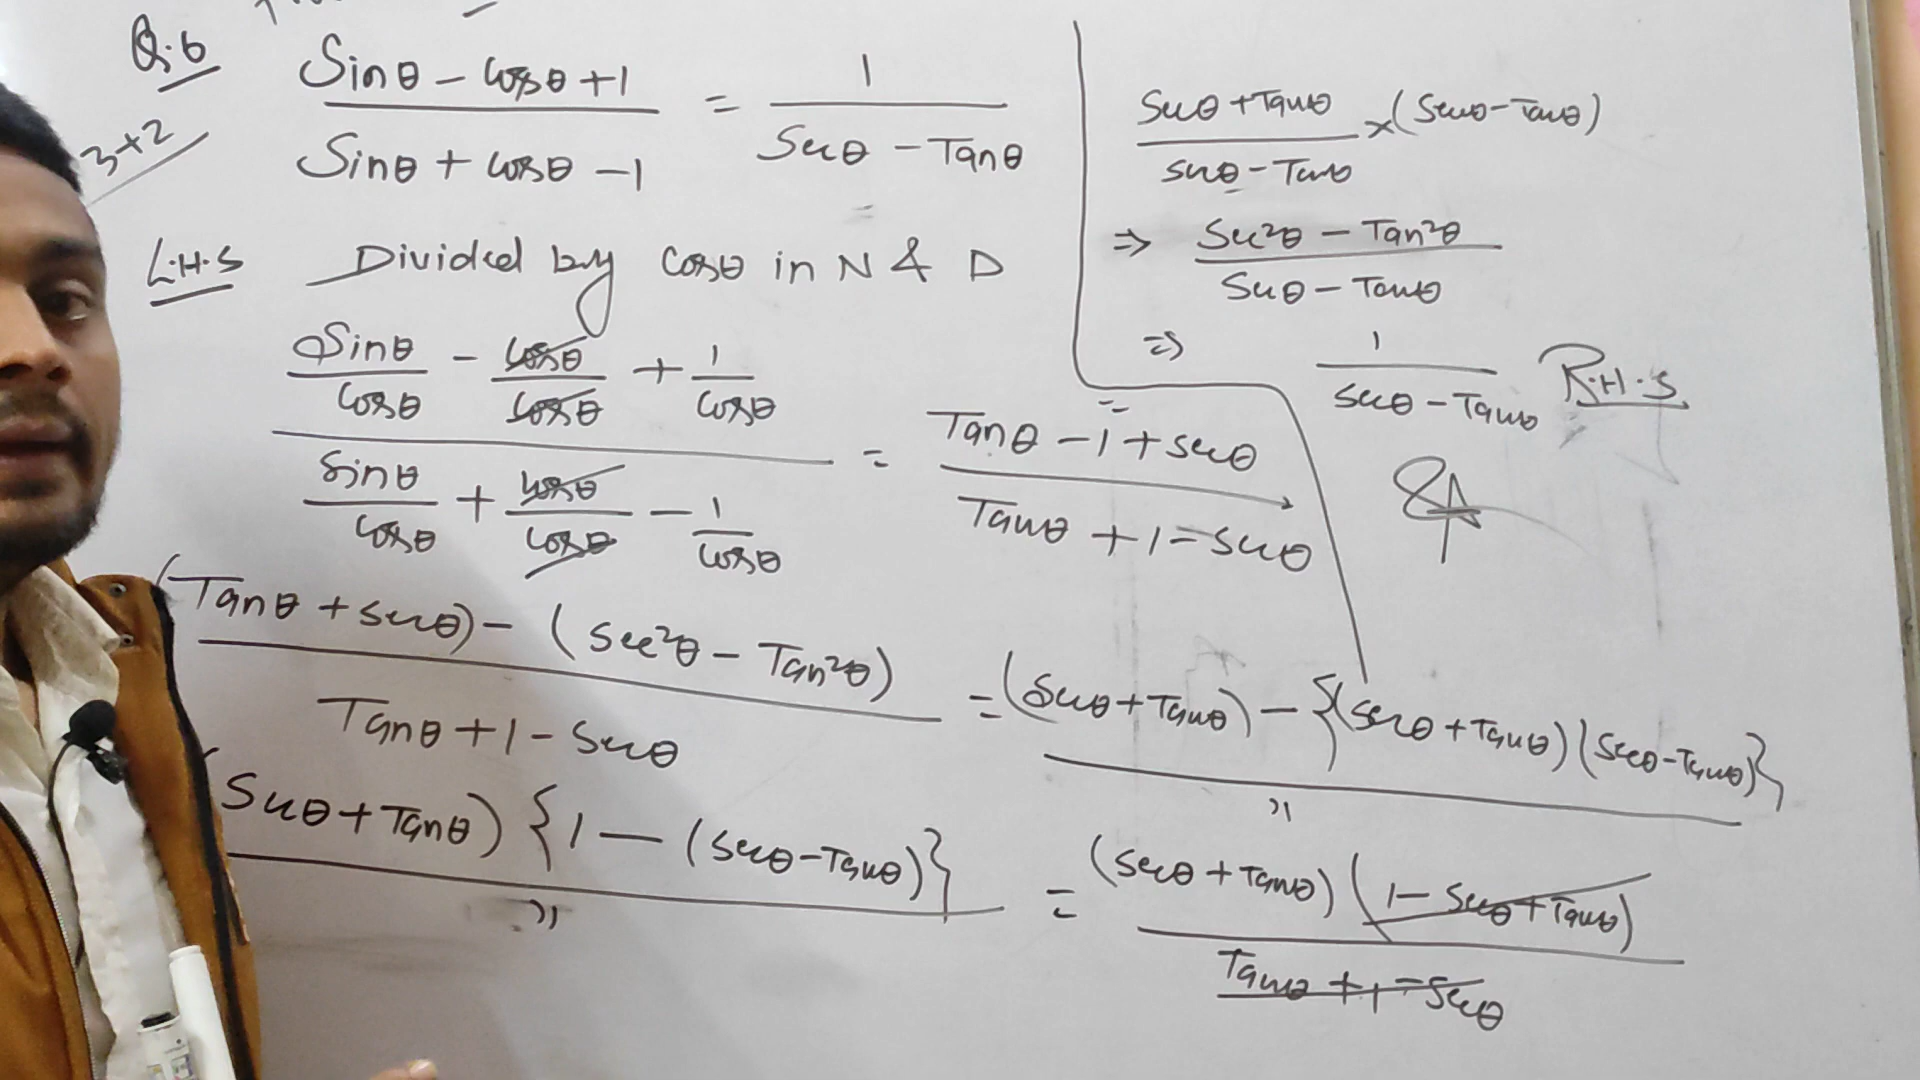 Q.6
Sinθ - cosθ + 1 / Sinθ + cosθ - 1 = 1 / Secθ - Tanθ
3+2
L.H.S Divided by cosθ in N & D
Sinθ/cosθ - cosθ/cosθ + 1/cosθ / Sinθ/cosθ + cosθ/cosθ - 1/cosθ = Tanθ - 1 + secθ / Tanθ + 1 - secθ
(Tanθ + secθ) - (sec²θ - Tan²θ) / Tanθ + 1 - secθ = (secθ + Tanθ) - {(secθ + Tanθ)(secθ - Tanθ)} / "
(Secθ + Tanθ) {1 - (secθ - Tanθ)} / " = (secθ + Tanθ) (1 - secθ + Tanθ) / Tanθ + 1 - secθ
Secθ + Tanθ / secθ - Tanθ × (secθ - Tanθ)
⇒ Sec²θ - Tan²θ / Secθ - Tanθ
⇒ 1 / secθ - Tanθ R.H.S